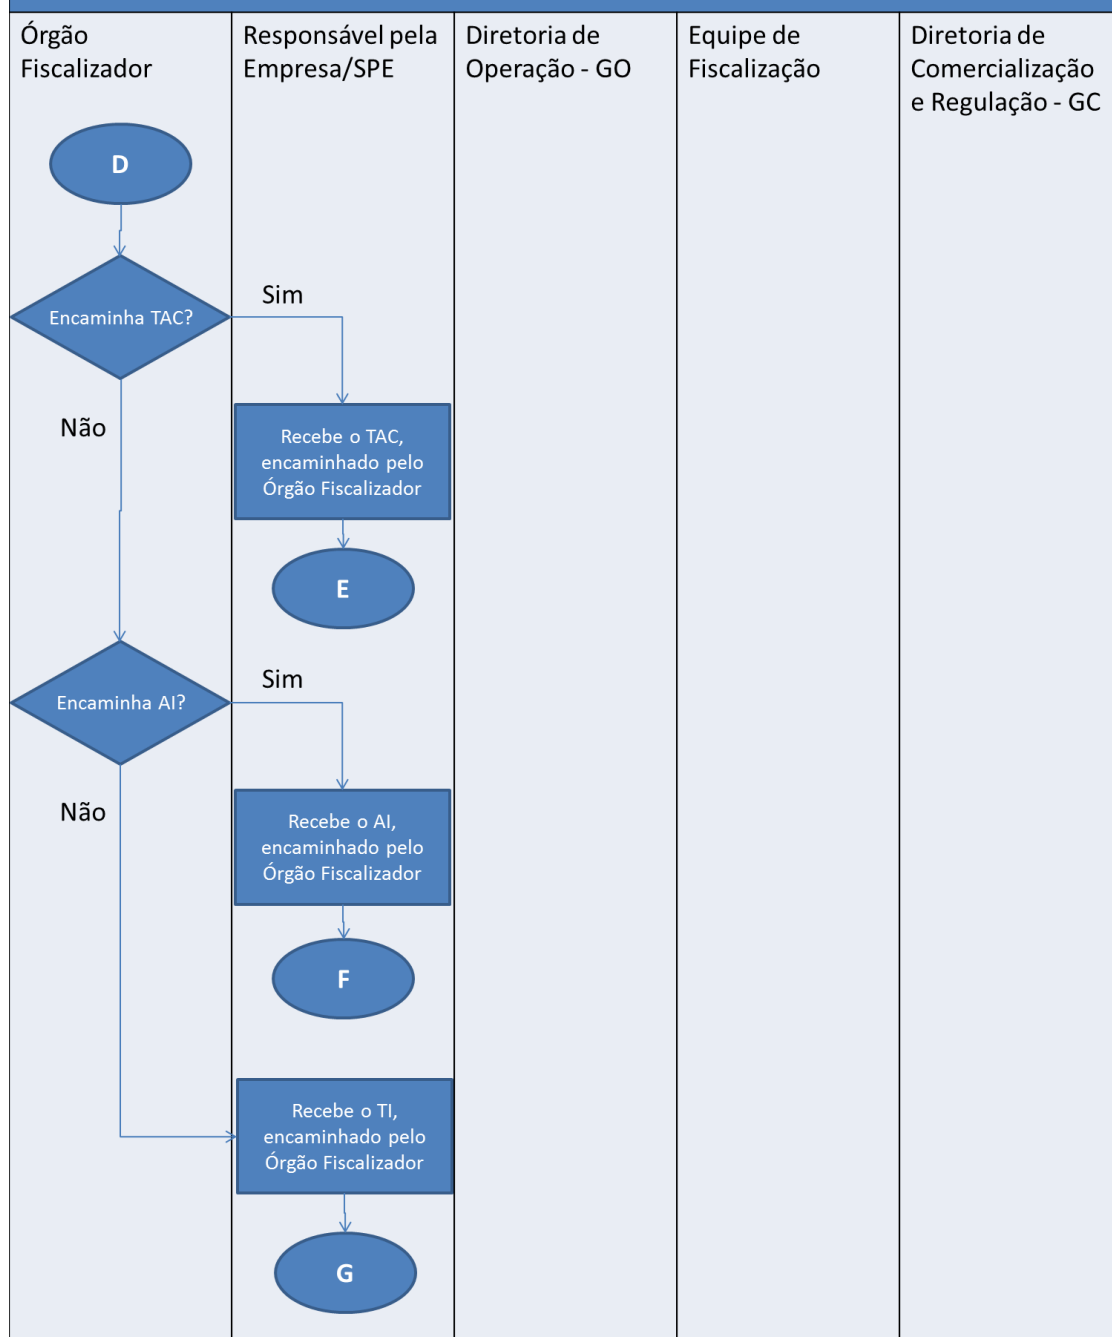 Órgão
Fiscalizador
Responsável pela
Empresa/SPE
Diretoria de
Operação - GO
Equipe de
Fiscalização
Diretoria de
Comercialização
e Regulação - GC
D
Encaminha TAC?
Sim
Não
Recebe o TAC,
encaminhado pelo
Órgão Fiscalizador
E
Encaminha AI?
Sim
Não
Recebe o AI,
encaminhado pelo
Órgão Fiscalizador
F
Recebe o TI,
encaminhado pelo
Órgão Fiscalizador
G